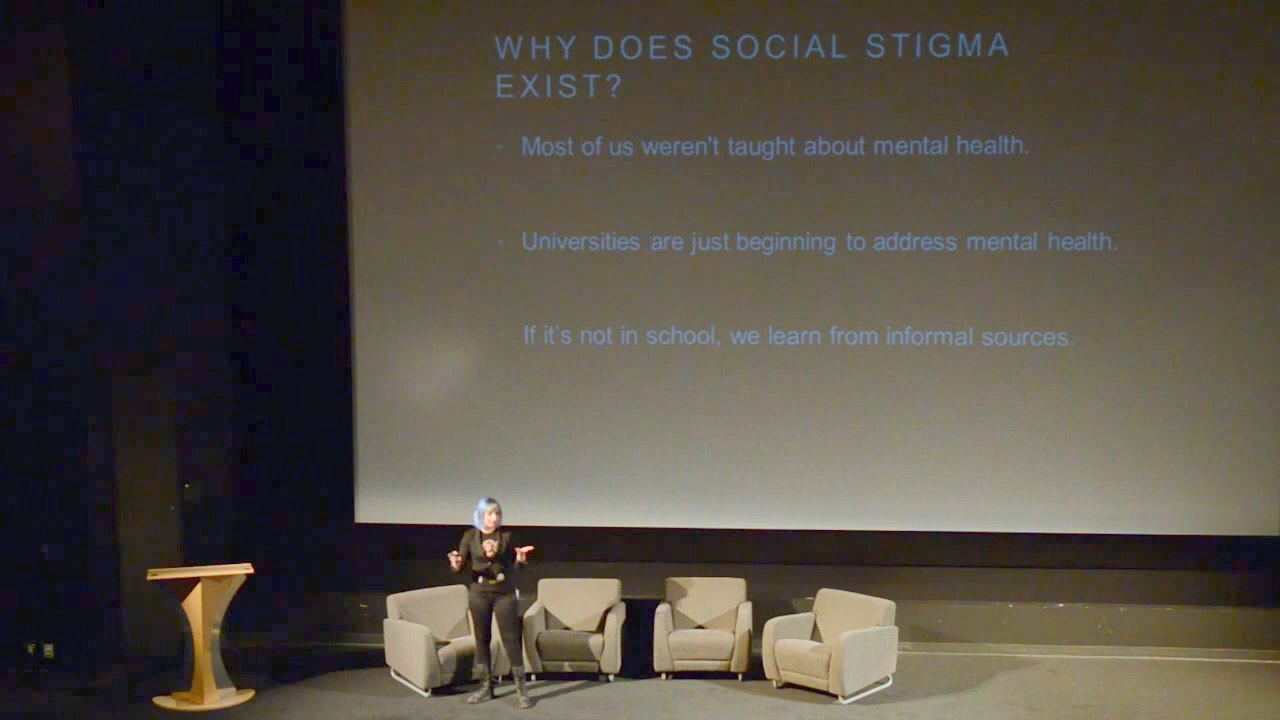 WHY DOES SOCIAL STIGMA
EXIST?
• Most of us weren't taught about mental health.
• Universities are just beginning to address mental health.
• If it's not in school, we learn from informal sources.